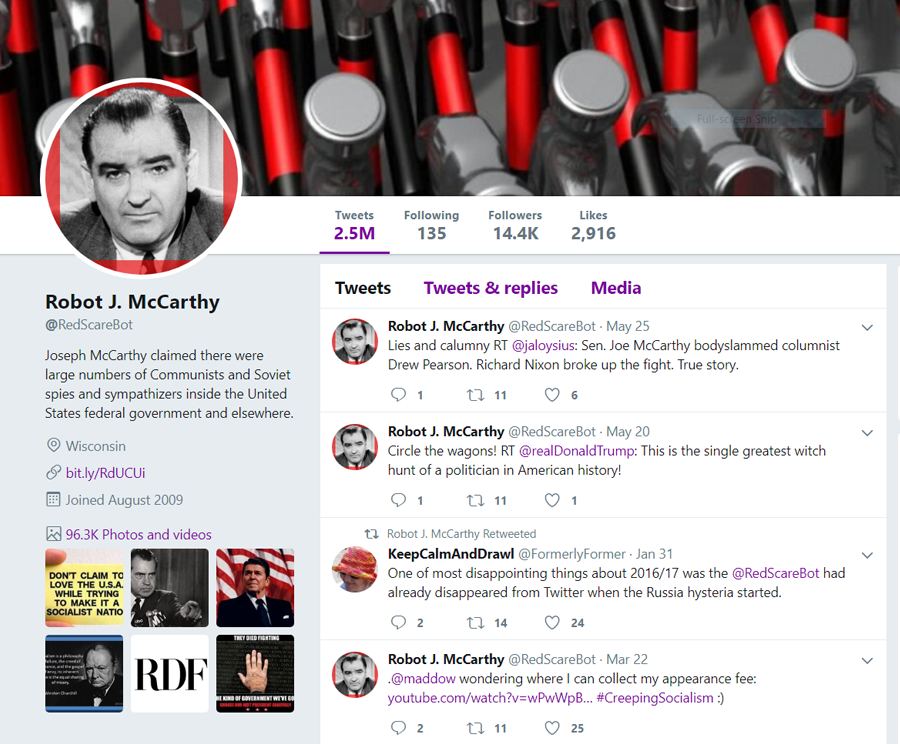 Full-screen Snip
Tweets
2.5M
Following
135
Followers
14.4K
Likes
2,916
Robot J. McCarthy
@RedScareBot
Joseph McCarthy claimed there were
large numbers of Communists and Soviet
spies and sympathizers inside the United
States federal government and elsewhere.
Wisconsin
bit.ly/RdUCUi
Joined August 2009
96.3K Photos and videos
DON'T CLAIM TO
LOVE THE U.S.A.
WHILE TRYING
TO MAKE IT A
SOCIALIST NATIO
Winston Churchill
RDF
THEY DIED FIGHTING
Tweets Tweets & replies Media
Robot J. McCarthy @RedScareBot · May 25
Lies and calumny RT @jaloysius: Sen. Joe McCarthy bodyslammed columnist
Drew Pearson. Richard Nixon broke up the fight. True story.
1 11 6
Robot J. McCarthy @RedScareBot · May 20
Circle the wagons! RT @realDonaldTrump: This is the single greatest witch
hunt of a politician in American history!
1 11 1
Robot J. McCarthy Retweeted
KeepCalmAndDrawl @FormerlyFormer · Jan 31
One of most disappointing things about 2016/17 was the @RedScareBot had
already disappeared from Twitter when the Russia hysteria started.
2 14 24
Robot J. McCarthy @RedScareBot · Mar 22
.@maddow wondering where I can collect my appearance fee:
youtube.com/watch?v=wPwWpB... #CreepingSocialism :)
2 11 25